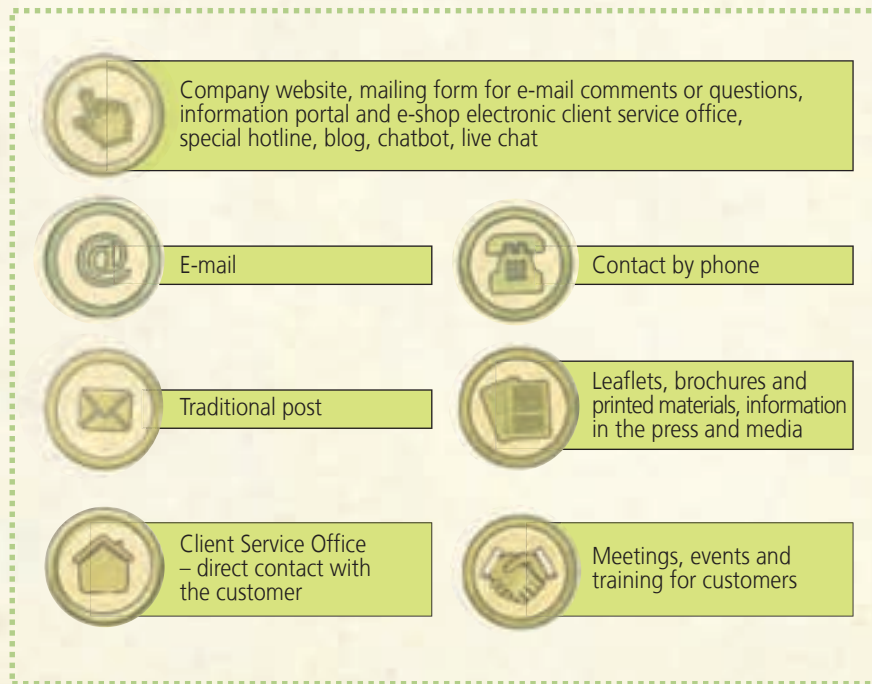 Company website, mailing form for e-mail comments or questions,
information portal and e-shop electronic client service office,
special hotline, blog, chatbot, live chat
@
E-mail
Contact by phone
Traditional post
Leaflets, brochures and
printed materials, information
in the press and media
Client Service Office
– direct contact with
the customer
Meetings, events and
training for customers